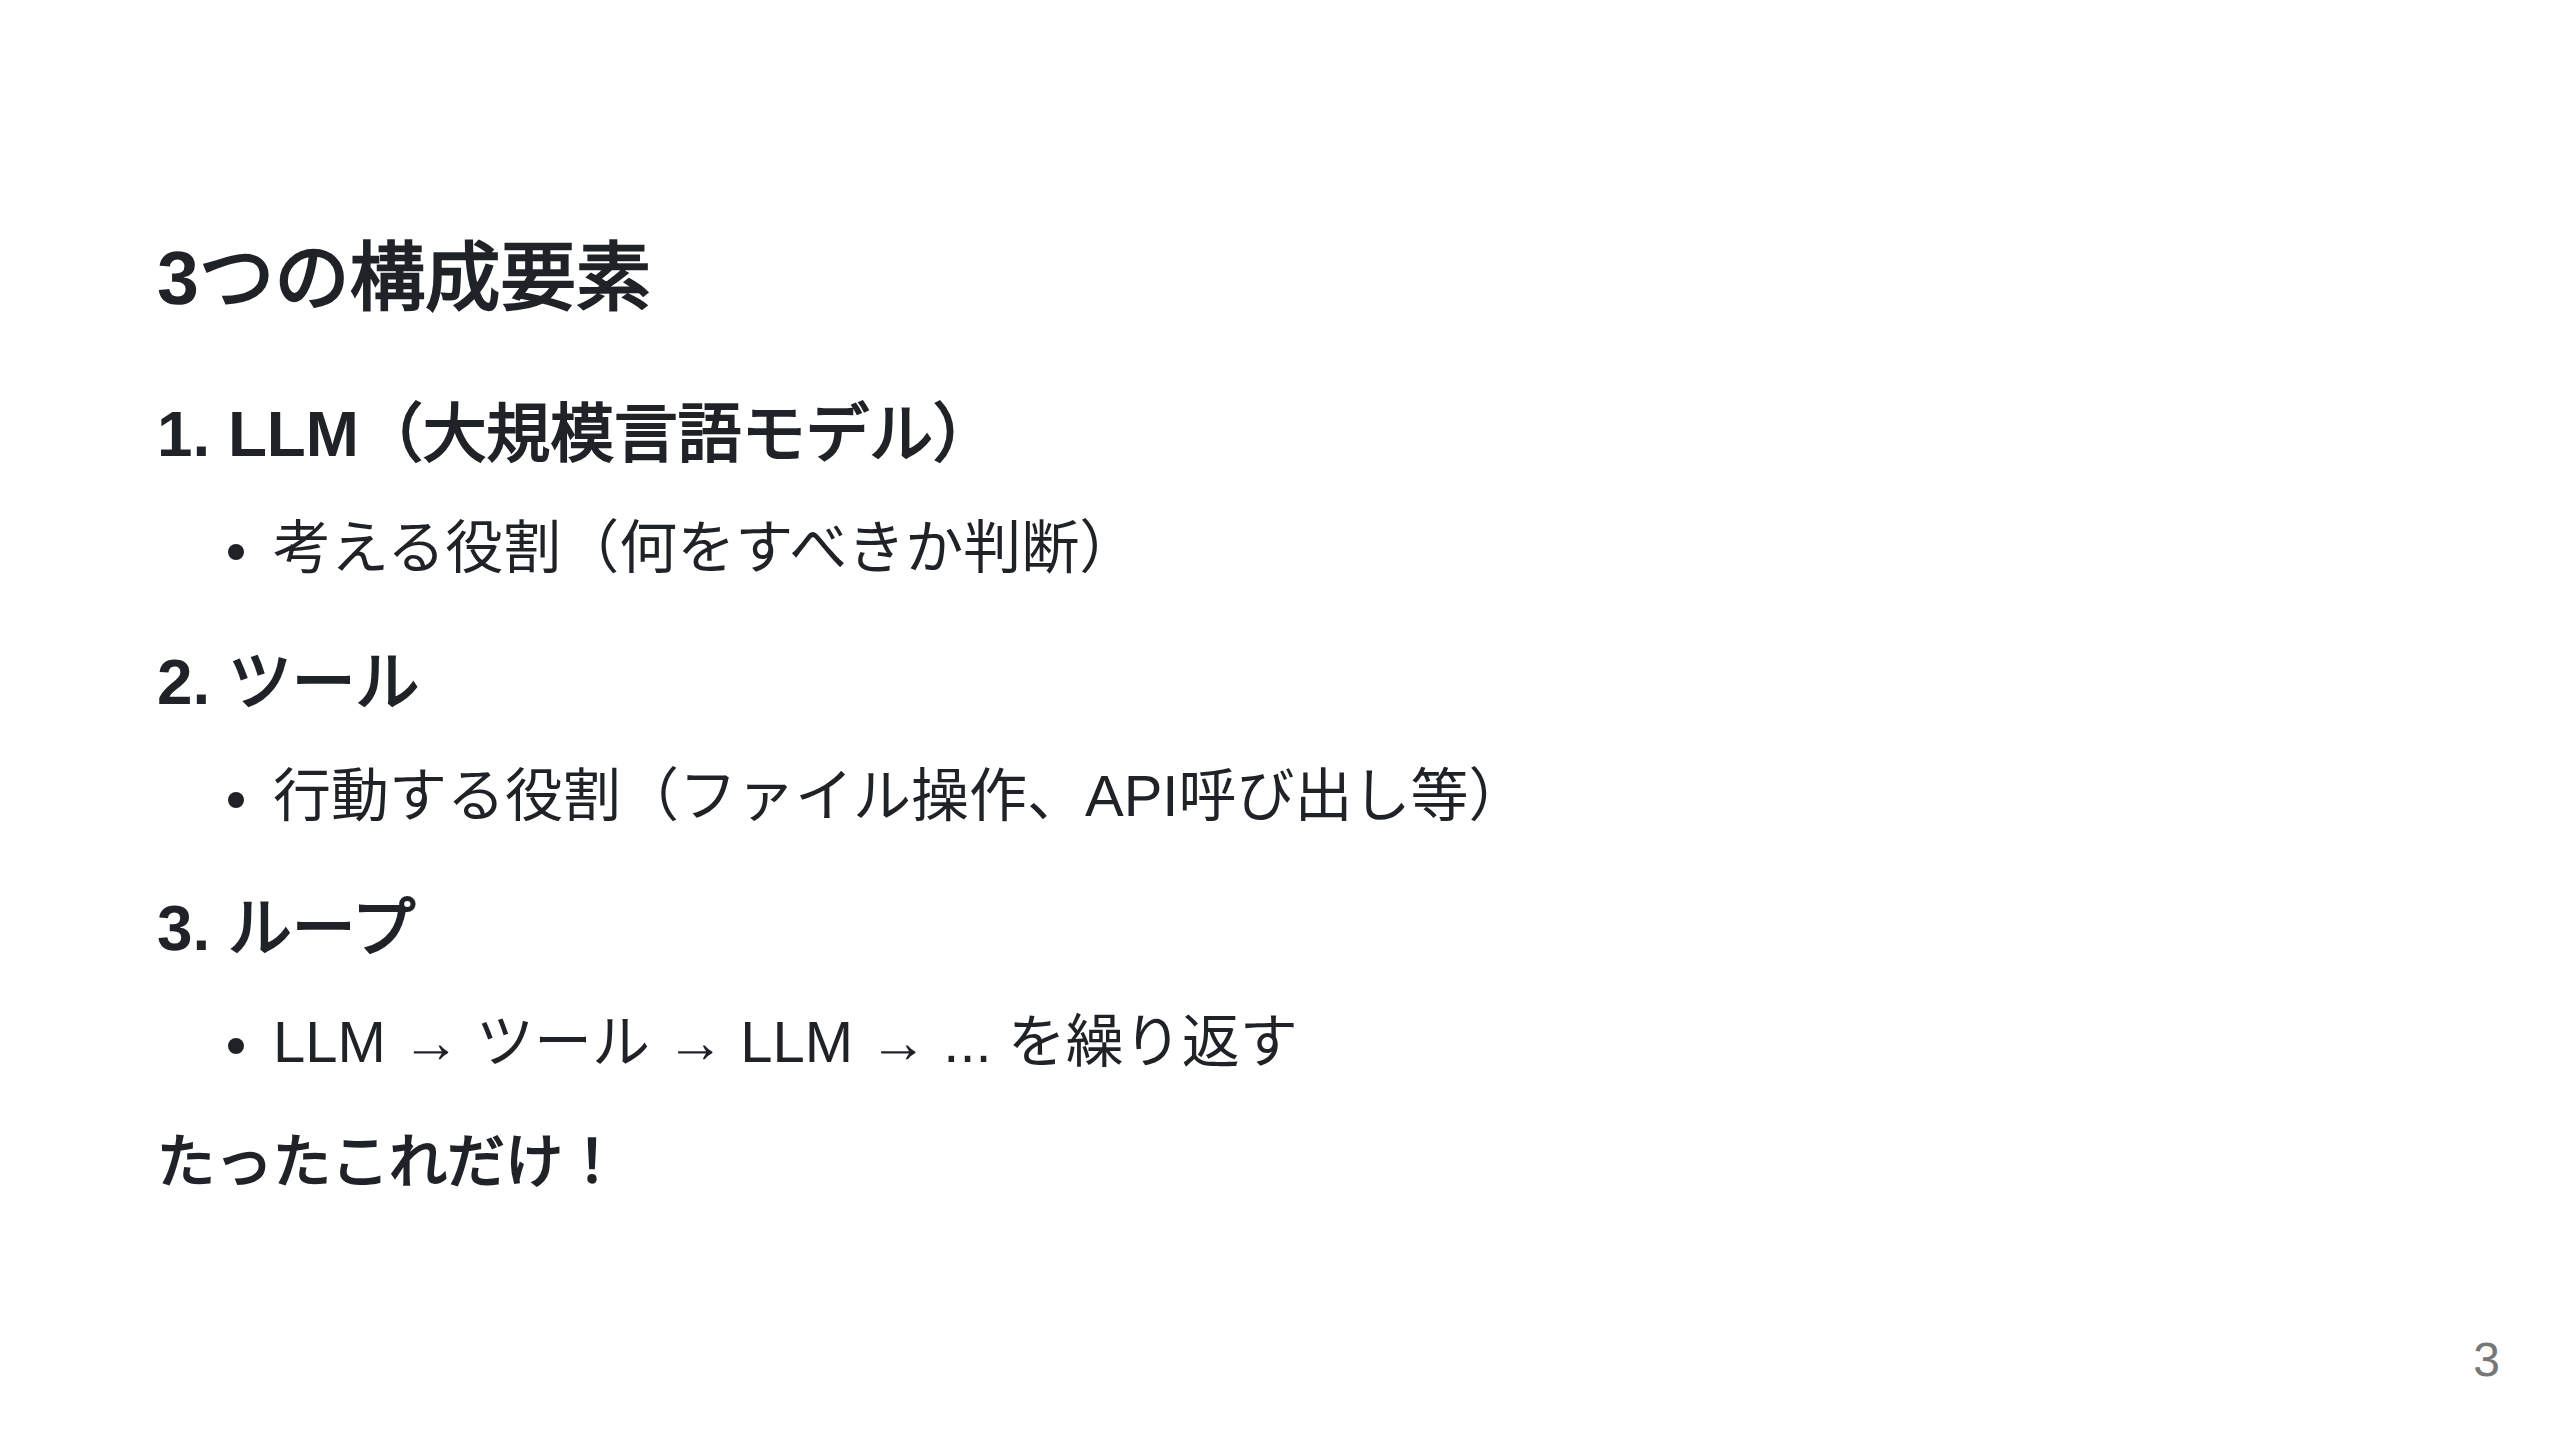 3つの構成要素
1. LLM（大規模言語モデル）
• 考える役割（何をすべきか判断）
2. ツール
• 行動する役割（ファイル操作、API呼び出し等）
3. ループ
• LLM → ツール → LLM → ... を繰り返す
たったこれだけ！
3